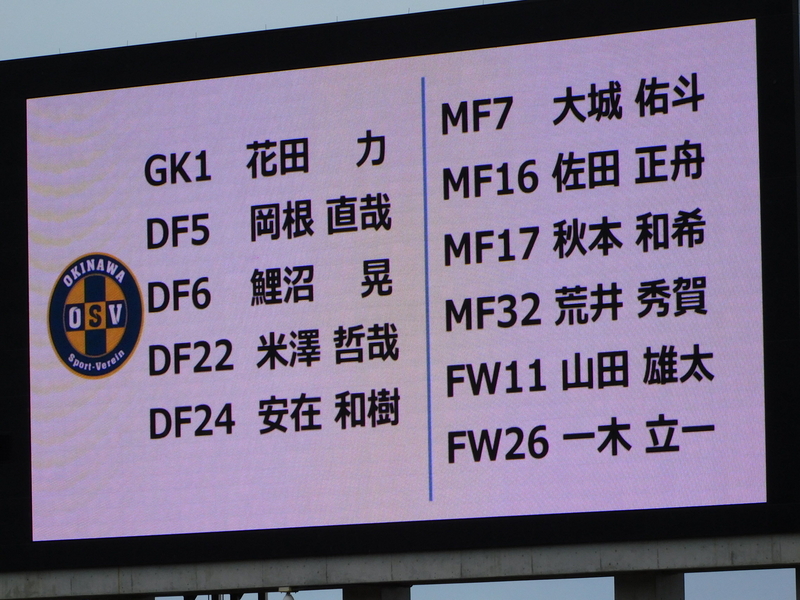 OKINAWA
OSV
Sport-Verein
GK1 花田 力
DF5 岡根 直哉
DF6 鯉沼 晃
DF22 米澤 哲哉
DF24 安在 和樹
MF7 大城 佑斗
MF16 佐田 正舟
MF17 秋本 和希
MF32 荒井 秀賀
FW11 山田 雄太
FW26 一木 立一